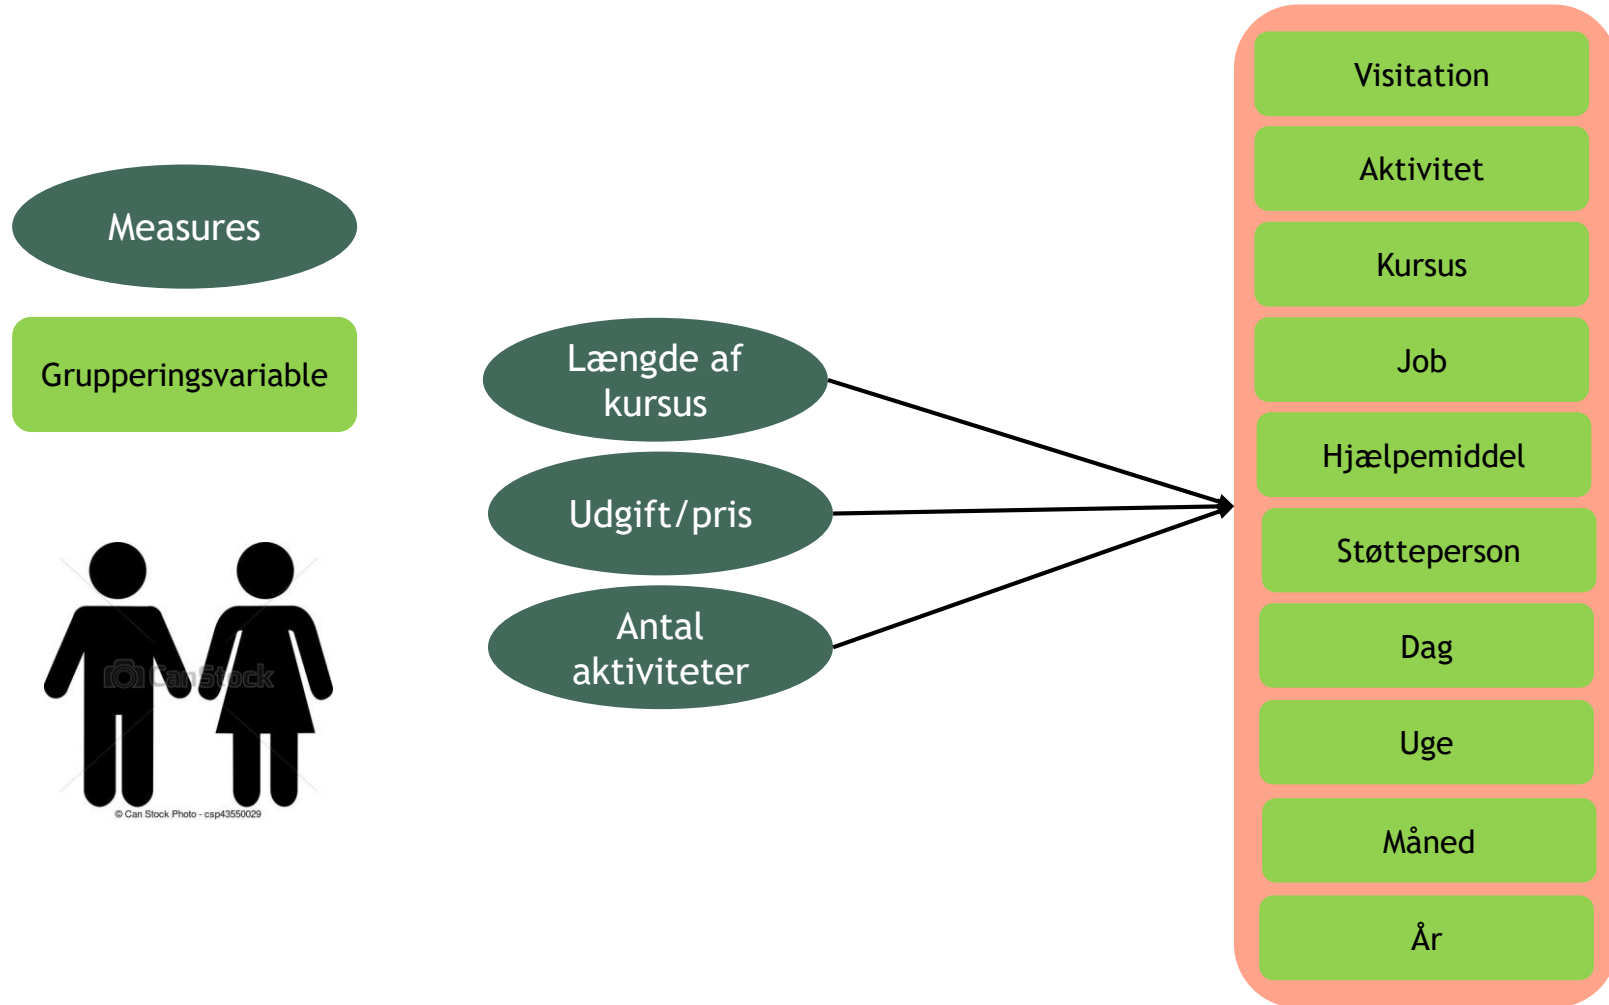 Measures
Grupperingsvariable
CanStock
© Can Stock Photo - csp43550029
Længde af
kursus
Udgift/pris
Antal
aktiviteter
Visitation
Aktivitet
Kursus
Job
Hjælpemiddel
Støtteperson
Dag
Uge
Måned
År